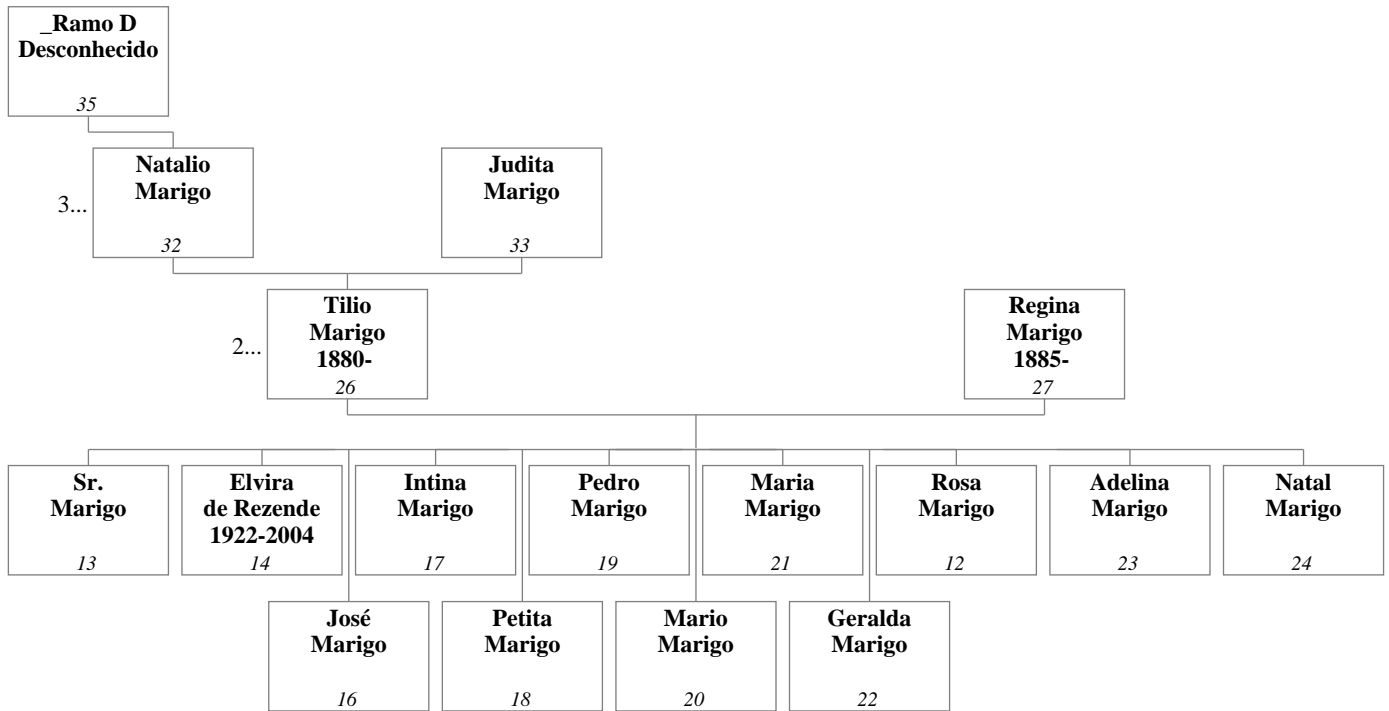 _Ramo D
Desconhecido
35
Natalio
Marigo
32
3...
Judita
Marigo
33
Tilio
Marigo
1880-
26
2...
Regina
Marigo
1885-
27
Sr.
Marigo
13
Elvira
de Rezende
1922-2004
14
Intina
Marigo
17
Pedro
Marigo
19
Maria
Marigo
21
Rosa
Marigo
12
Adelina
Marigo
23
Natal
Marigo
24
José
Marigo
16
Petita
Marigo
18
Mario
Marigo
20
Geralda
Marigo
22